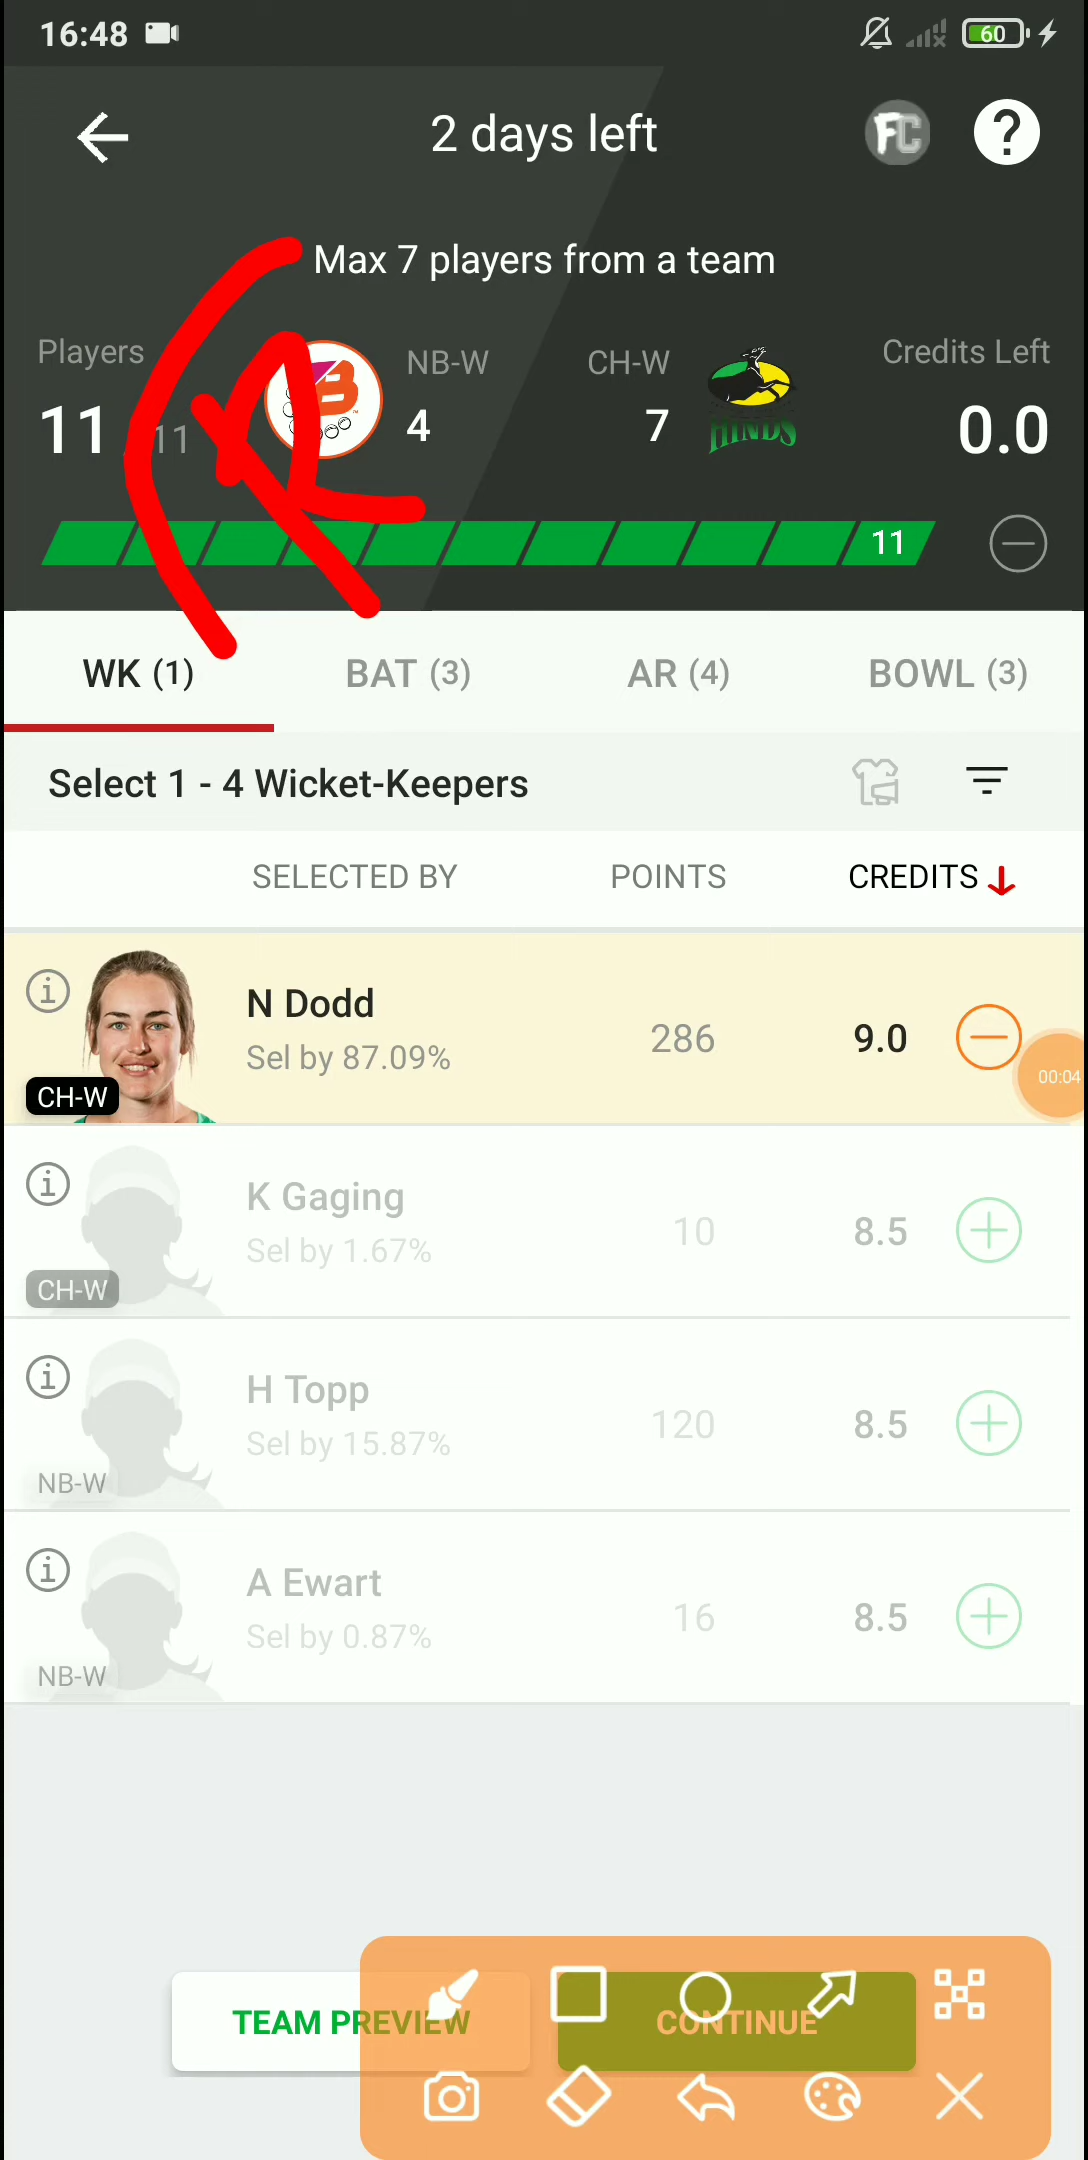 16:48
60
2 days left
FC
?
Max 7 players from a team
Players
NB-W
CH-W
Credits Left
11 / 11
B
4
7
HINDS
0.0
11
WK (1)
BAT (3)
AR (4)
BOWL (3)
Select 1 - 4 Wicket-Keepers
SELECTED BY
POINTS
CREDITS
N Dodd
Sel by 87.09%
286
9.0
CH-W
00:04
K Gaging
Sel by 1.67%
10
8.5
CH-W
H Topp
Sel by 15.87%
120
8.5
NB-W
A Ewart
Sel by 0.87%
16
8.5
NB-W
TEAM PREVIEW
CONTINUE